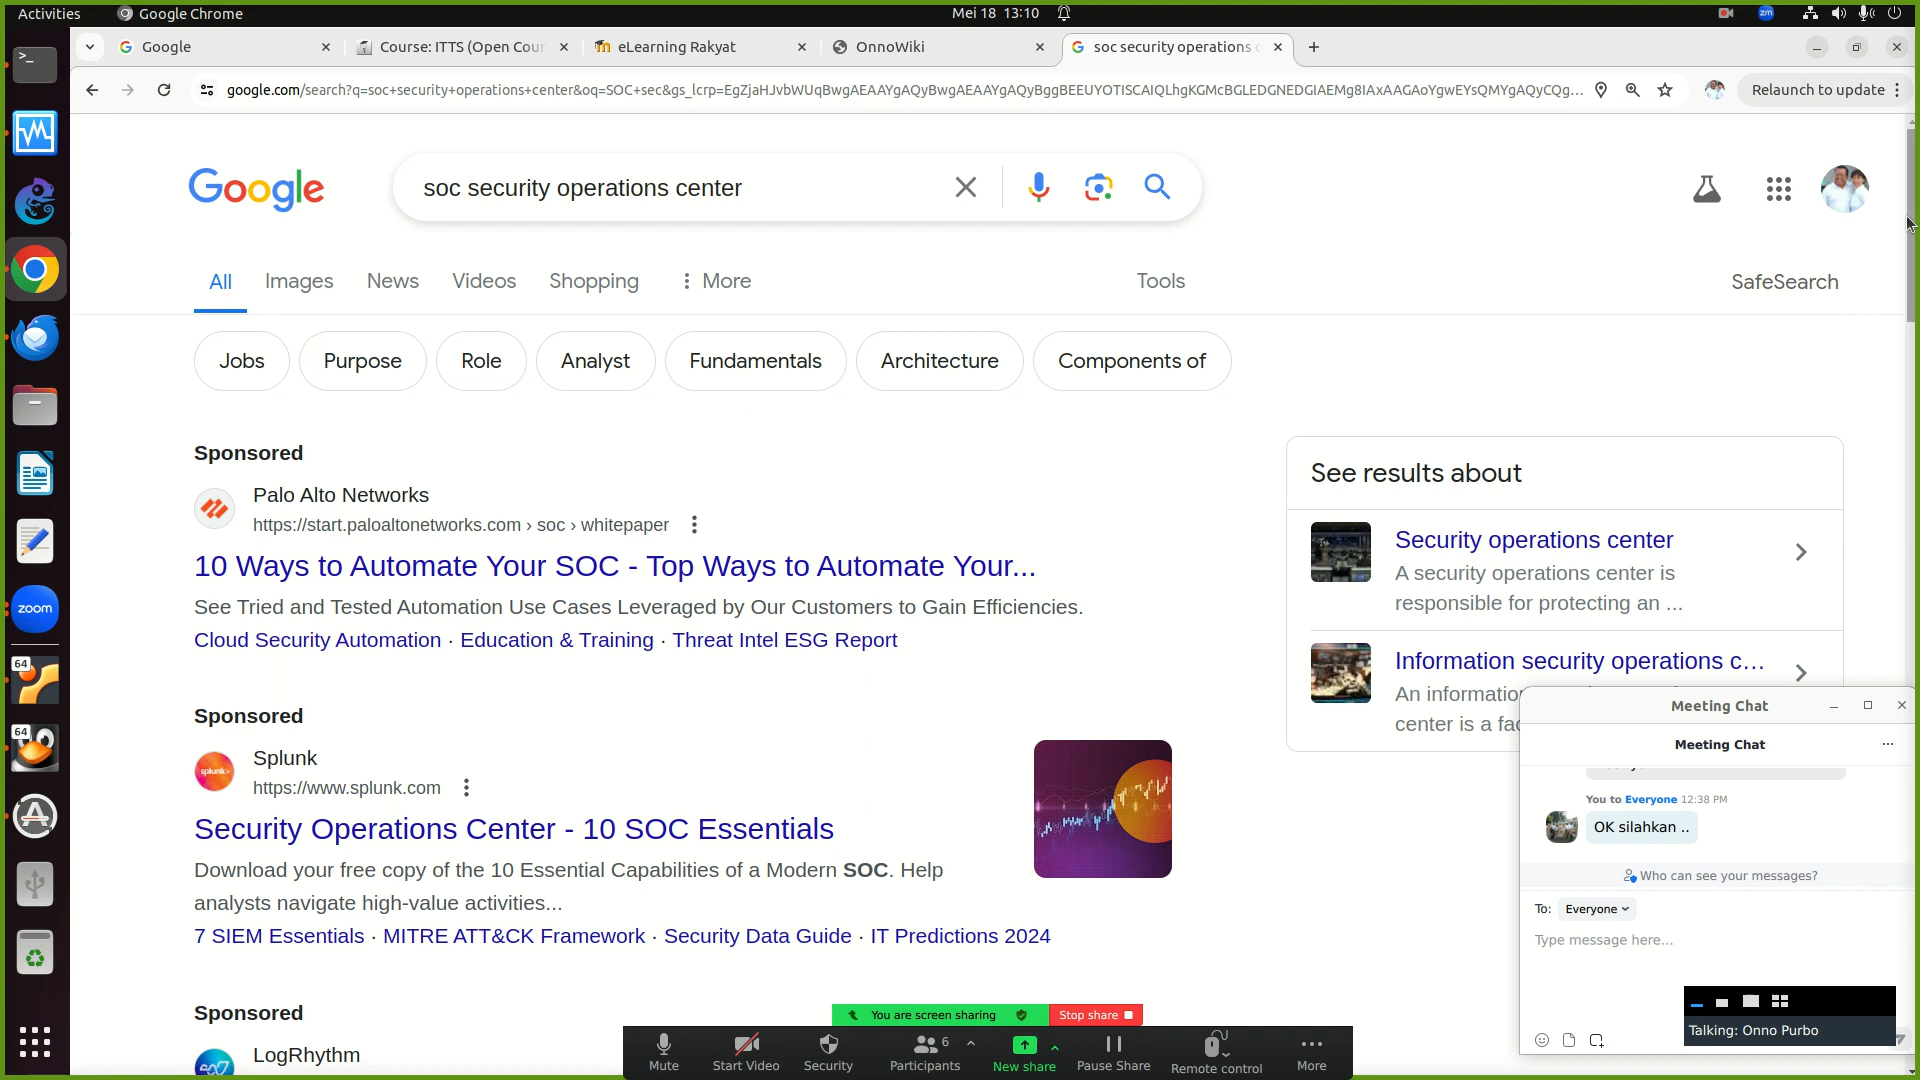 Activities
Google Chrome
Mei 18 13:10
zm
Google
Course: ITTS (Open Cour
eLearning Rakyat
OnnoWiki
soc security operations c
google.com/search?q=soc+security+operations+center&oq=SOC+sec&gs_lcrp=EgZjaHJvbWUqBwgAEAAYgAQyBwgAEAAYgAQyBggBEEUYOTISCAIQLhgKGMcBGLEDGNEDGIAEMg8IAxAAGAoYgwEYsQMYgAQyCQg...
Relaunch to update
Google
soc security operations center
All
Images
News
Videos
Shopping
More
Tools
SafeSearch
Jobs
Purpose
Role
Analyst
Fundamentals
Architecture
Components of
Sponsored
Palo Alto Networks
https://start.paloaltonetworks.com › soc › whitepaper
10 Ways to Automate Your SOC - Top Ways to Automate Your...
See Tried and Tested Automation Use Cases Leveraged by Our Customers to Gain Efficiencies.
Cloud Security Automation · Education & Training · Threat Intel ESG Report
Sponsored
splunk>
Splunk
https://www.splunk.com
Security Operations Center - 10 SOC Essentials
Download your free copy of the 10 Essential Capabilities of a Modern SOC. Help
analysts navigate high-value activities...
7 SIEM Essentials · MITRE ATT&CK Framework · Security Data Guide · IT Predictions 2024
Sponsored
LogRhythm
See results about
Security operations center
A security operations center is
responsible for protecting an ...
Information security operations c...
An informatio
center is a fac
Meeting Chat
Meeting Chat
You to Everyone 12:38 PM
OK silahkan ..
Who can see your messages?
To: Everyone
Type message here...
Talking: Onno Purbo
You are screen sharing
Stop share
Mute
Start Video
Security
6
Participants
New share
Pause Share
Remote control
More
zoom
64
64